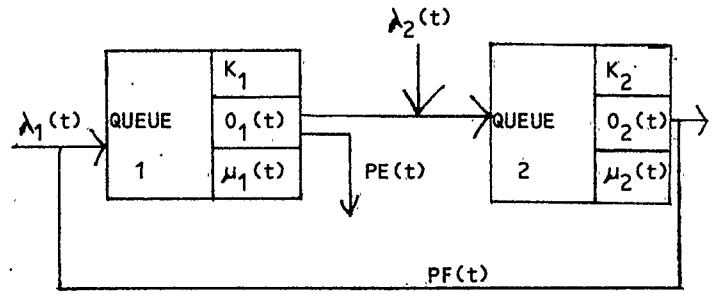 λ₂(t)
λ₁(t)
QUEUE
1
K₁
O₁(t)
μ₁(t)
PE(t)
QUEUE
2
K₂
O₂(t)
μ₂(t)
PF(t)